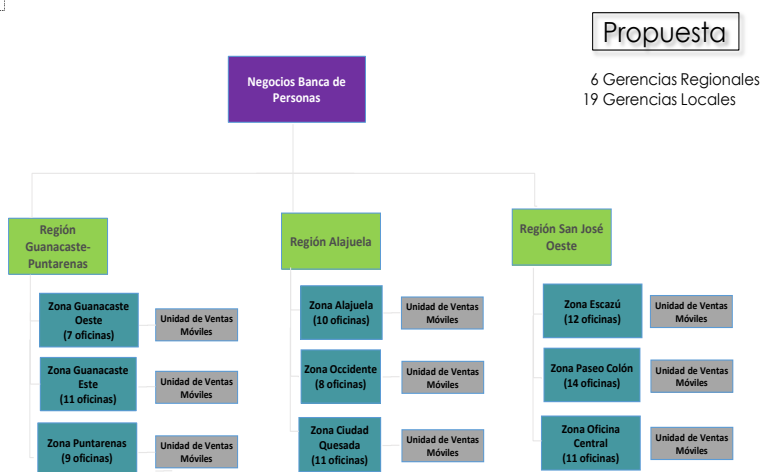 Propuesta
6 Gerencias Regionales
19 Gerencias Locales
Negocios Banca de
Personas
Región
Guanacaste-
Puntarenas
Zona Guanacaste
Oeste
(7 oficinas)
Unidad de Ventas
Móviles
Zona Guanacaste
Este
(11 oficinas)
Unidad de Ventas
Móviles
Zona Puntarenas
(9 oficinas)
Unidad de Ventas
Móviles
Región Alajuela
Zona Alajuela
(10 oficinas)
Unidad de Ventas
Móviles
Zona Occidente
(8 oficinas)
Unidad de Ventas
Móviles
Zona Ciudad
Quesada
(11 oficinas)
Unidad de Ventas
Móviles
Región San José
Oeste
Zona Escazú
(12 oficinas)
Unidad de Ventas
Móviles
Zona Paseo Colón
(14 oficinas)
Unidad de Ventas
Móviles
Zona Oficina
Central
(11 oficinas)
Unidad de Ventas
Móviles